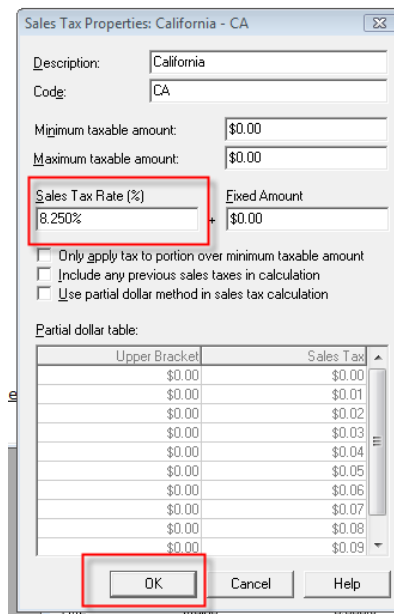 Sales Tax Properties: California - CA
Description: California
Code: CA
Minimum taxable amount: $0.00
Maximum taxable amount: $0.00
Sales Tax Rate (%) Fixed Amount
8.250% + $0.00
Only apply tax to portion over minimum taxable amount
Include any previous sales taxes in calculation
Use partial dollar method in sales tax calculation
Partial dollar table:
Upper Bracket Sales Tax
$0.00 $0.00
$0.00 $0.01
$0.00 $0.02
$0.00 $0.03
$0.00 $0.04
$0.00 $0.05
$0.00 $0.06
$0.00 $0.07
$0.00 $0.08
$0.00 $0.09
e
OK Cancel Help